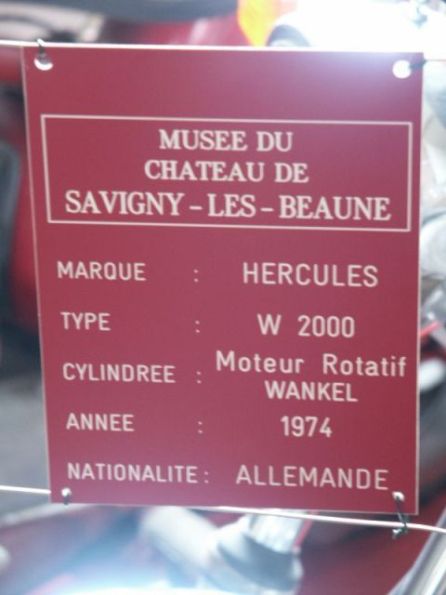 MUSEE DU
CHATEAU DE
SAVIGNY-LES-BEAUNE
MARQUE : HERCULES
TYPE : W 2000
CYLINDREE : Moteur Rotatif
WANKEL
ANNEE : 1974
NATIONALITE : ALLEMANDE